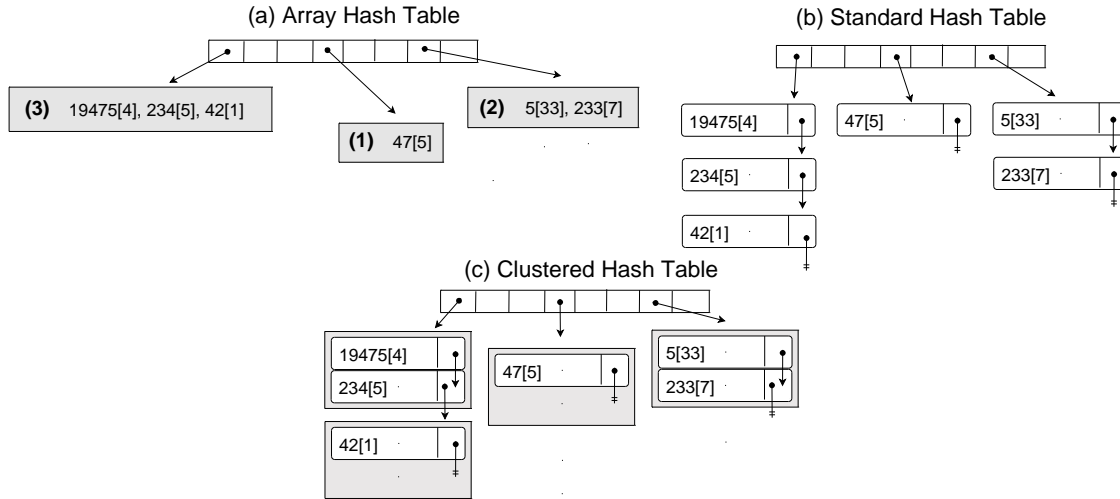 (a) Array Hash Table
(3) 19475[4], 234[5], 42[1]
(1) 47[5]
(2) 5[33], 233[7]
(b) Standard Hash Table
19475[4]
47[5]
5[33]
234[5]
233[7]
42[1]
(c) Clustered Hash Table
19475[4]
234[5]
42[1]
47[5]
5[33]
233[7]